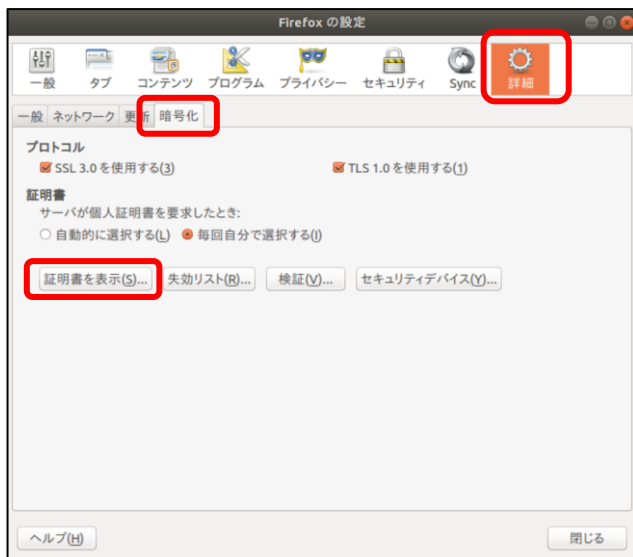 Firefox の設定
一般 タブ コンテンツ プログラム プライバシー セキュリティ Sync 詳細
一般 ネットワーク 更新 暗号化
プロトコル
SSL 3.0 を使用する(3) TLS 1.0 を使用する(1)
証明書
サーバが個人証明書を要求したとき:
自動的に選択する(L) 毎回自分で選択する(I)
証明書を表示(S)... 失効リスト(R)... 検証(V)... セキュリティデバイス(Y)...
ヘルプ(H) 閉じる